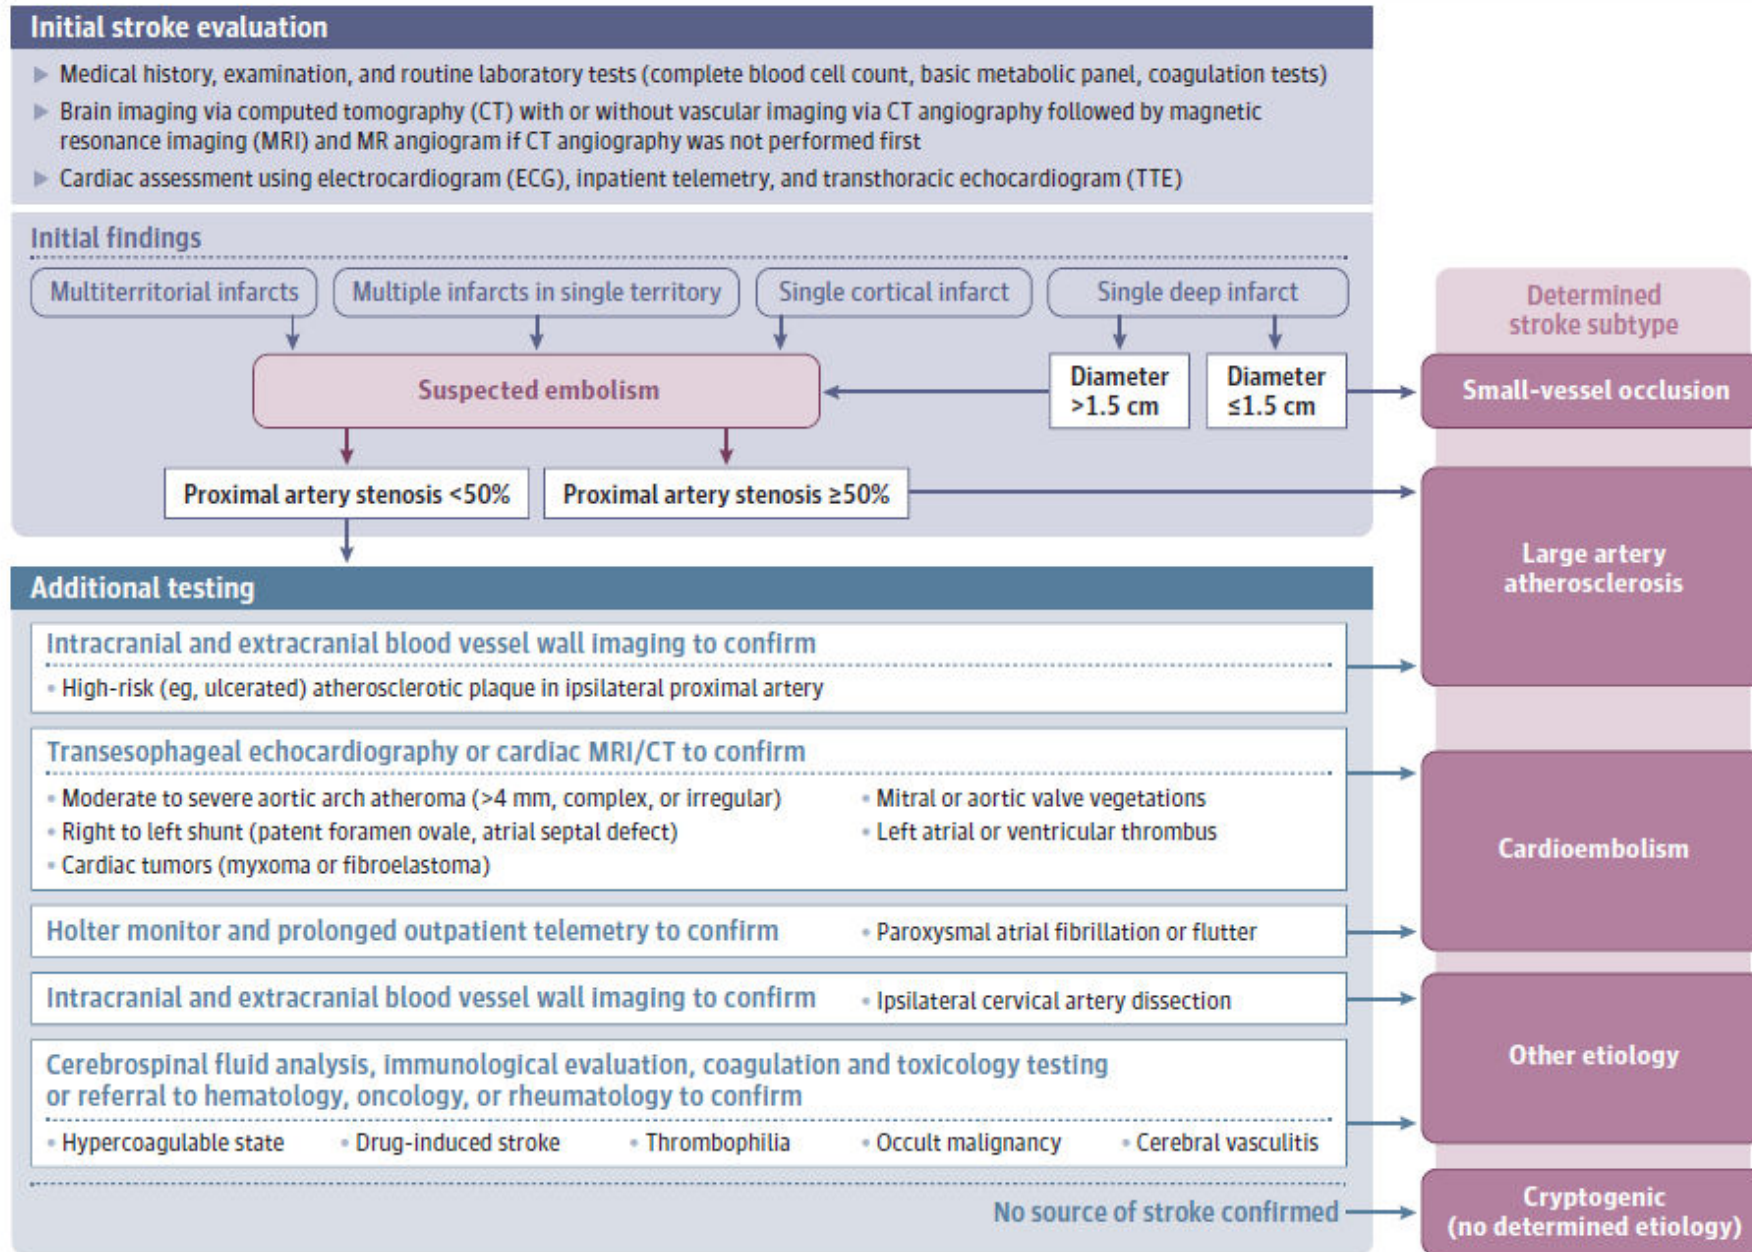 Initial stroke evaluation
▶ Medical history, examination, and routine laboratory tests (complete blood cell count, basic metabolic panel, coagulation tests)
▶ Brain imaging via computed tomography (CT) with or without vascular imaging via CT angiography followed by magnetic
resonance imaging (MRI) and MR angiogram if CT angiography was not performed first
▶ Cardiac assessment using electrocardiogram (ECG), inpatient telemetry, and transthoracic echocardiogram (TTE)
Initial findings
Multiterritorial infarcts
Multiple infarcts in single territory
Single cortical infarct
Single deep infarct
Determined
stroke subtype
Suspected embolism
Diameter
>1.5 cm
Diameter
≤1.5 cm
Small-vessel occlusion
Proximal artery stenosis <50%
Proximal artery stenosis ≥50%
Large artery
atherosclerosis
Additional testing
Intracranial and extracranial blood vessel wall imaging to confirm
• High-risk (eg, ulcerated) atherosclerotic plaque in ipsilateral proximal artery
Transesophageal echocardiography or cardiac MRI/CT to confirm
• Moderate to severe aortic arch atheroma (>4 mm, complex, or irregular)
• Right to left shunt (patent foramen ovale, atrial septal defect)
• Cardiac tumors (myxoma or fibroelastoma)
• Mitral or aortic valve vegetations
• Left atrial or ventricular thrombus
Cardioembolism
Holter monitor and prolonged outpatient telemetry to confirm
• Paroxysmal atrial fibrillation or flutter
Intracranial and extracranial blood vessel wall imaging to confirm
• Ipsilateral cervical artery dissection
Other etiology
Cerebrospinal fluid analysis, immunological evaluation, coagulation and toxicology testing
or referral to hematology, oncology, or rheumatology to confirm
• Hypercoagulable state
• Drug-induced stroke
• Thrombophilia
• Occult malignancy
• Cerebral vasculitis
No source of stroke confirmed
Cryptogenic
(no determined etiology)